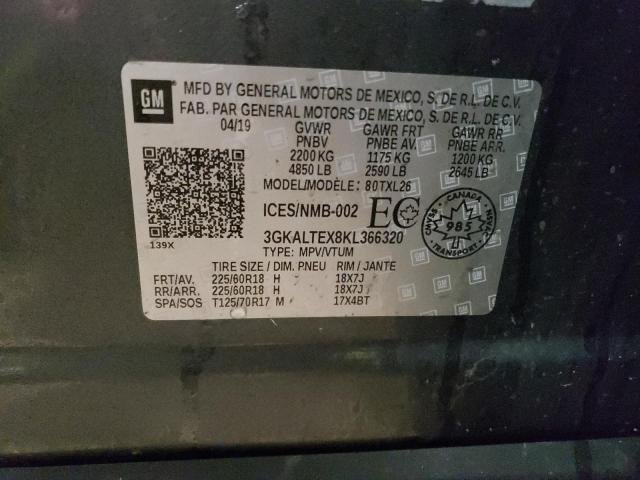 GM
MFD BY GENERAL MOTORS DE MEXICO, S. DE R.L. DE C.V.
FAB. PAR GENERAL MOTORS DE MEXICO, S. DE R.L. DE C.V.
04/19 GVWR GAWR FRT GAWR RR
PNBV PNBE AV. PNBE ARR.
2200 KG 1175 KG 1200 KG
4850 LB 2590 LB 2645 LB
MODEL/MODÈLE: 80TXL26
ICES/NMB-002 EC
CANADA
985
TRANSPORT
3GKALTEX8KL366320
139X
TYPE: MPV/VTUM
TIRE SIZE / DIM. PNEU RIM / JANTE
FRT/AV. 225/60R18 H 18X7J
RR/ARR. 225/60R18 H 18X7J
SPA/SOS T125/70R17 M 17X4BT